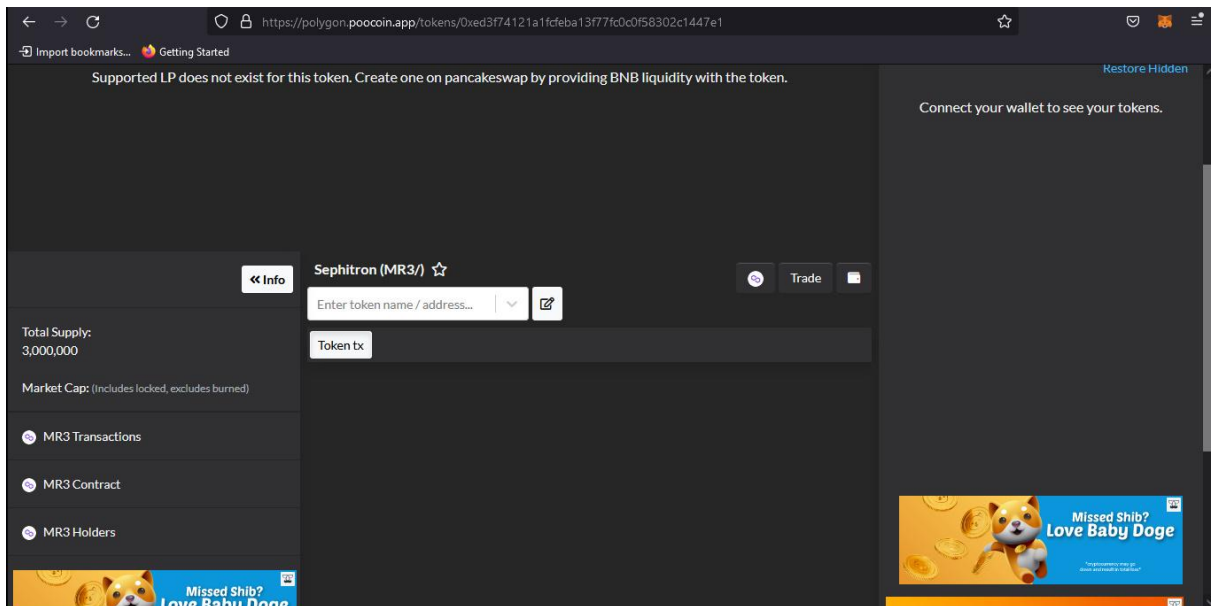 https://polygon.poocoin.app/tokens/0xed3f74121a1fcfeba13f77fc0c0f58302c1447e1
Import bookmarks... Getting Started
Supported LP does not exist for this token. Create one on pancakeswap by providing BNB liquidity with the token.
Restore Hidden
Connect your wallet to see your tokens.
« Info
Sephitron (MR3/)
Trade
Enter token name / address...
Total Supply:
3,000,000
Token tx
Market Cap: (Includes locked, excludes burned)
MR3 Transactions
MR3 Contract
MR3 Holders
Missed Shib?
Love Baby Doge
Missed Shib?
Love Baby Doge